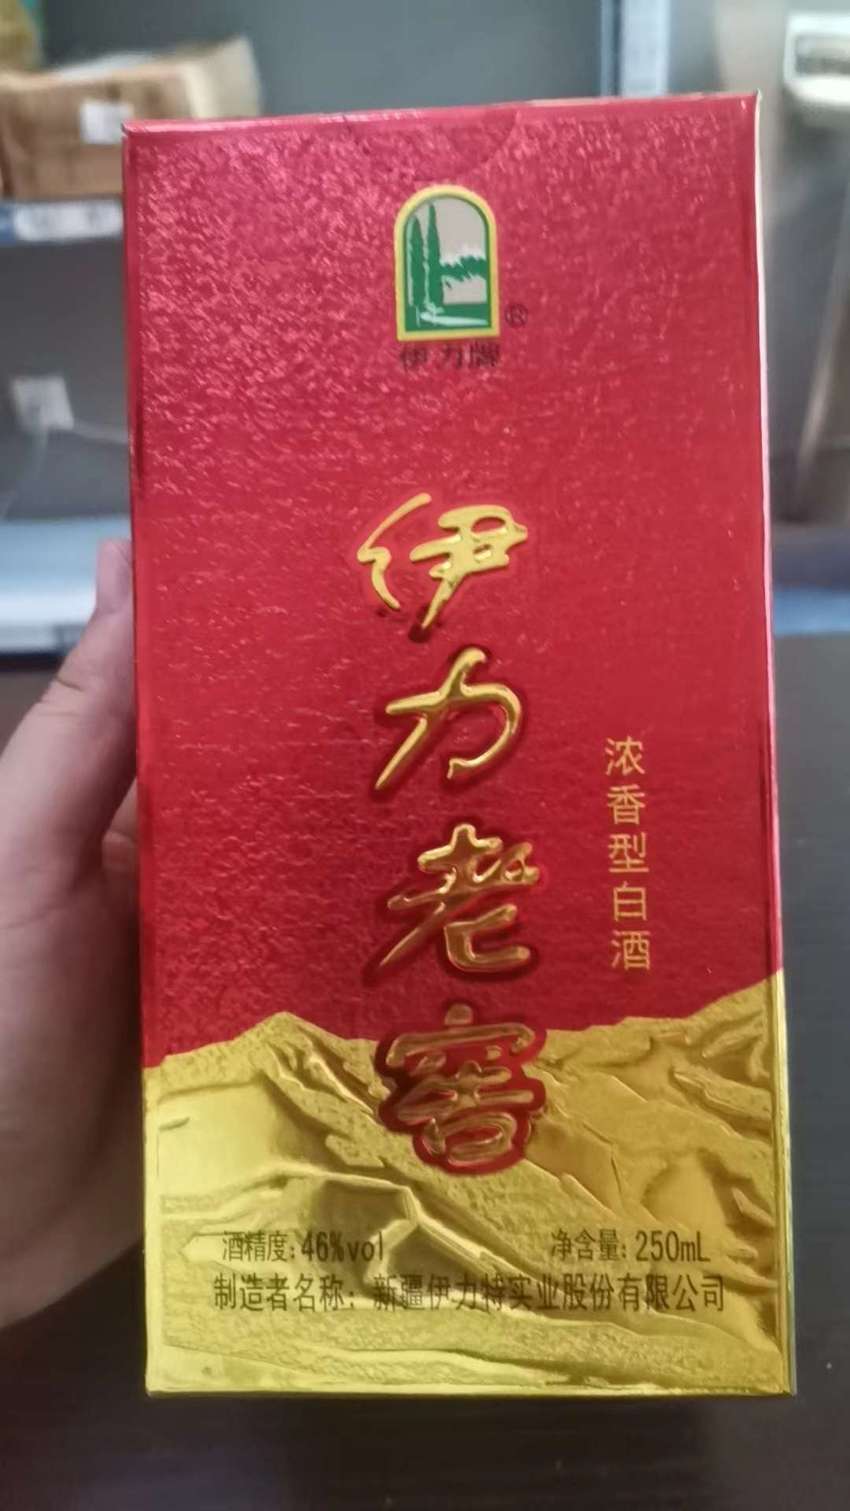 ®
伊力牌
伊力老窖
浓香型白酒
酒精度:46%vol
净含量:250mL
制造者名称:新疆伊力特实业股份有限公司